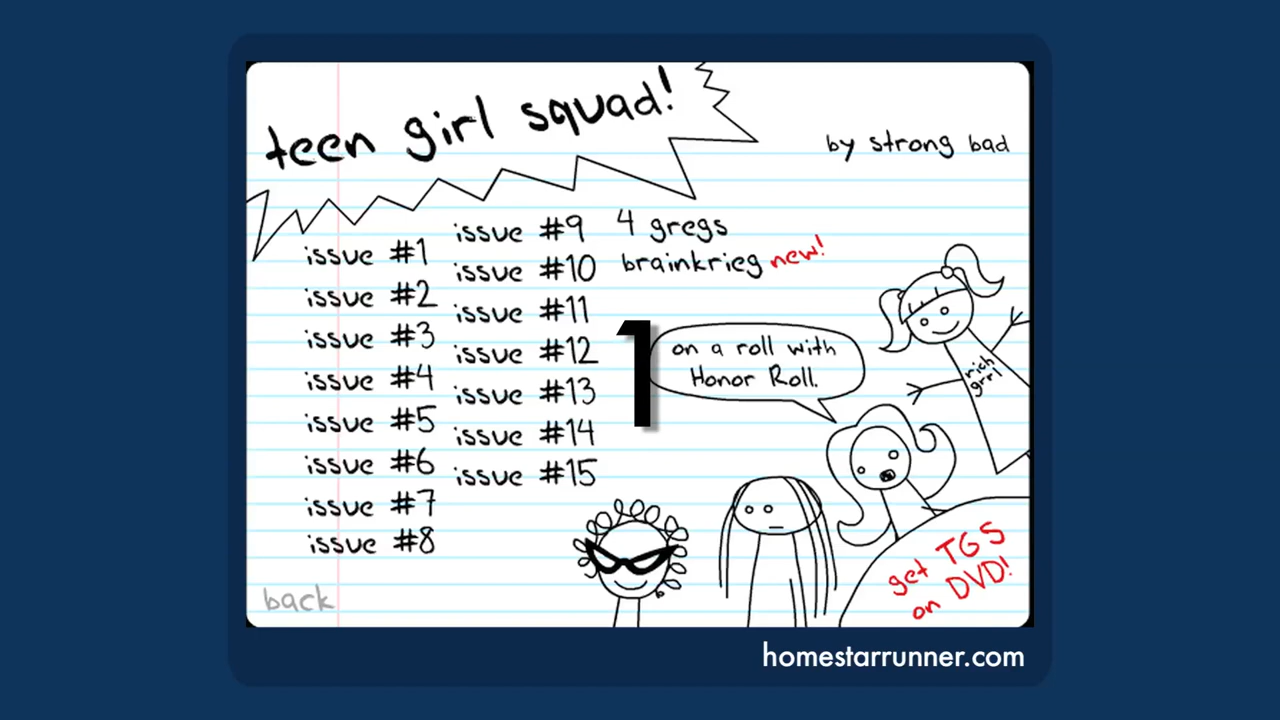 teen girl squad!
by strong bad
issue #1
issue #2
issue #3
issue #4
issue #5
issue #6
issue #7
issue #8
issue #9
issue #10
issue #11
issue #12
issue #13
issue #14
issue #15
4 gregs
brainkrieg new!
1
on a roll with
Honor Roll.
rich
grrl
get TGS
on DVD!
back
homestarrunner.com